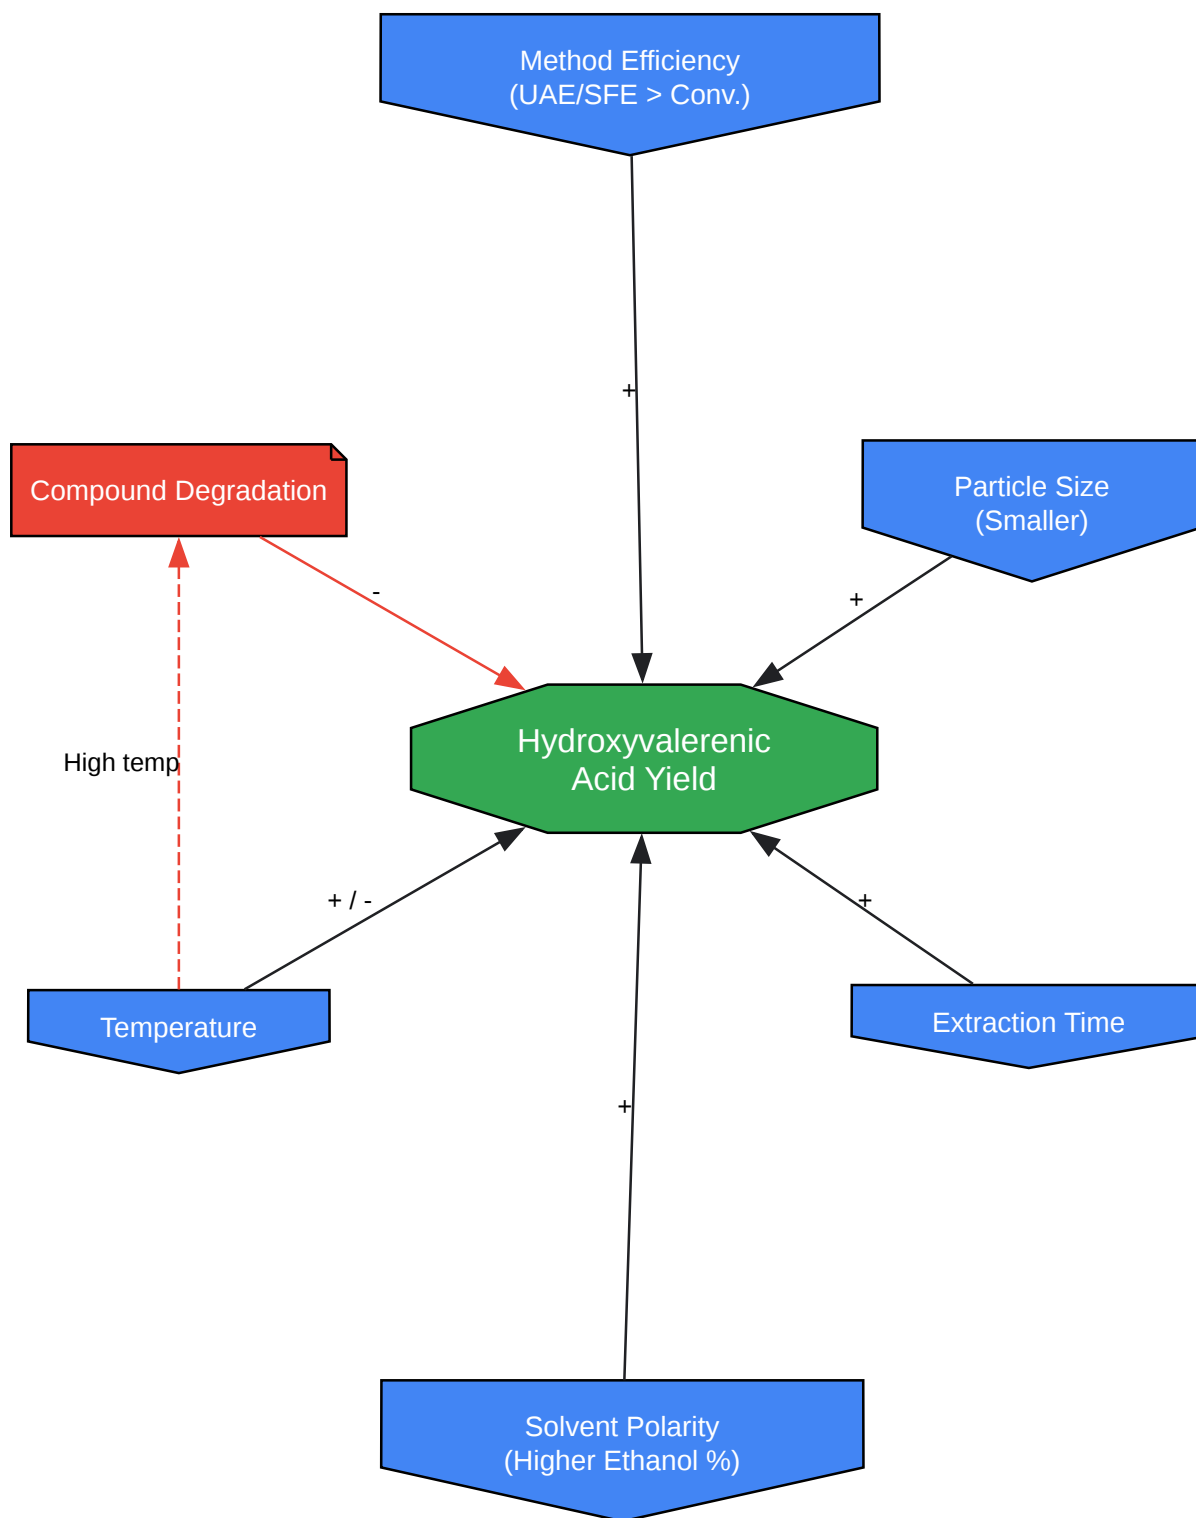 Method Efficiency
(UAE/SFE > Conv.)
+
Compound Degradation
Particle Size
(Smaller)
-
+
Hydroxyvalerenic
Acid Yield
High temp
+ / -
+
Temperature
Extraction Time
+
Solvent Polarity
(Higher Ethanol %)